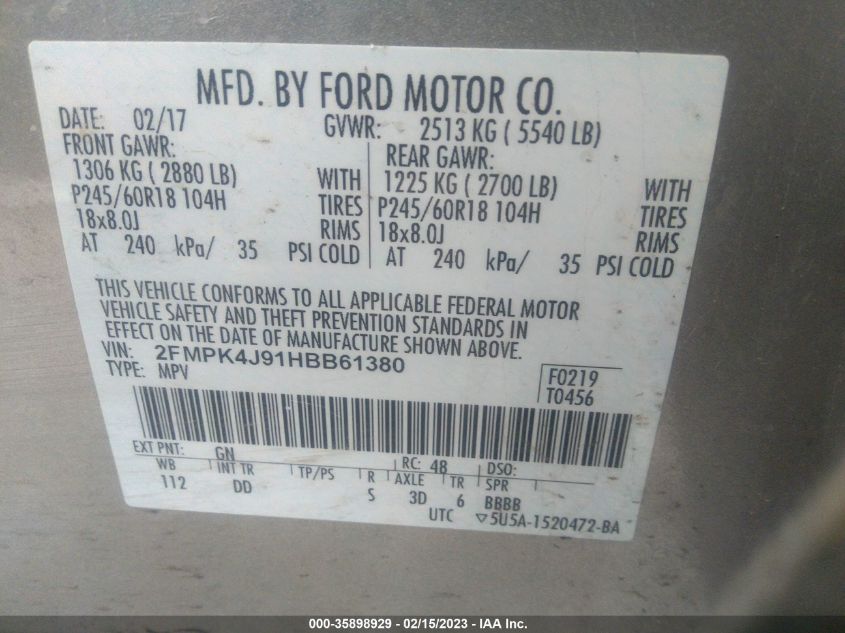 MFD. BY FORD MOTOR CO.
DATE: 02/17 GVWR: 2513 KG ( 5540 LB)
FRONT GAWR: REAR GAWR:
1306 KG ( 2880 LB) WITH 1225 KG ( 2700 LB) WITH
P245/60R18 104H TIRES P245/60R18 104H TIRES
18x8.0J RIMS 18x8.0J RIMS
AT 240 kPa/ 35 PSI COLD AT 240 kPa/ 35 PSI COLD
THIS VEHICLE CONFORMS TO ALL APPLICABLE FEDERAL MOTOR
VEHICLE SAFETY AND THEFT PREVENTION STANDARDS IN
EFFECT ON THE DATE OF MANUFACTURE SHOWN ABOVE.
VIN: 2FMPK4J91HBB61380
TYPE: MPV F0219
T0456
EXT PNT: GN RC: 48 DSO:
WB INT TR TP/PS R AXLE TR SPR
112 DD S 3D 6 BBBB
UTC ▽5U5A-1520472-BA
000-35898929 - 02/15/2023 - IAA Inc.